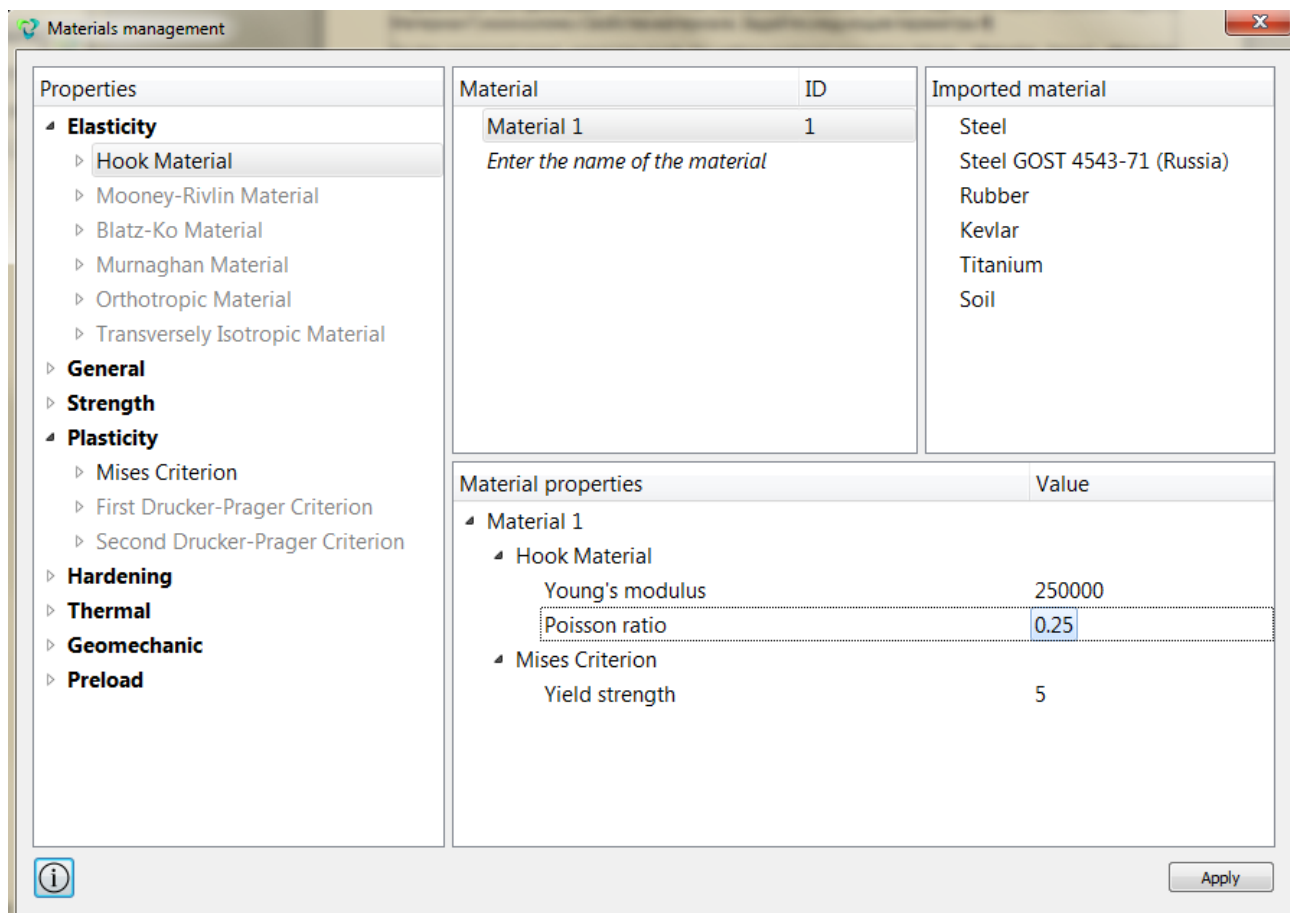 Materials management
Properties
Elasticity
Hook Material
Mooney-Rivlin Material
Blatz-Ko Material
Murnaghan Material
Orthotropic Material
Transversely Isotropic Material
General
Strength
Plasticity
Mises Criterion
First Drucker-Prager Criterion
Second Drucker-Prager Criterion
Hardening
Thermal
Geomechanic
Preload
Material ID
Material 1 1
Enter the name of the material
Imported material
Steel
Steel GOST 4543-71 (Russia)
Rubber
Kevlar
Titanium
Soil
Material properties Value
Material 1
Hook Material
Young's modulus 250000
Poisson ratio 0.25
Mises Criterion
Yield strength 5
Apply